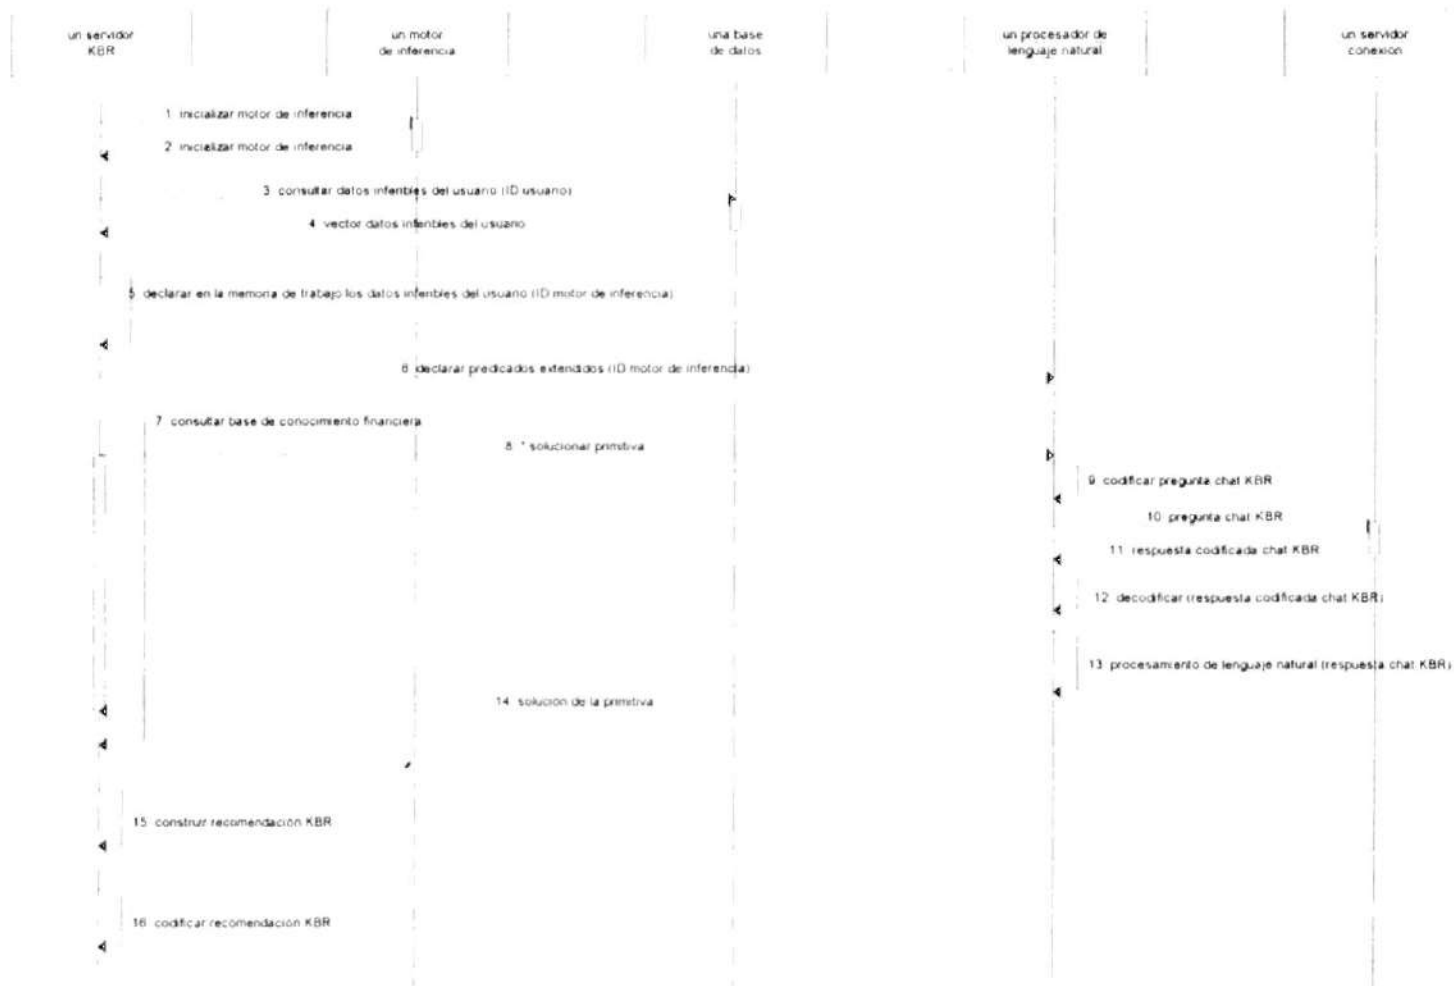 un servidor
KBR
un motor
de inferencia
una base
de datos
un procesador de
lenguaje natural
un servidor
conexión
1 inicializar motor de inferencia
2 inicializar motor de inferencia
3 consultar datos inferibles del usuario (ID usuario)
4 vector datos inferibles del usuario
5 declarar en la memoria de trabajo los datos inferibles del usuario (ID motor de inferencia)
6 declarar predicados extendidos (ID motor de inferencia)
7 consultar base de conocimiento financiera
8 * solucionar primitiva
9 codificar pregunta chat KBR
10 pregunta chat KBR
11 respuesta codificada chat KBR
12 decodificar (respuesta codificada chat KBR)
13 procesamiento de lenguaje natural (respuesta chat KBR)
14 solución de la primitiva
15 construir recomendación KBR
16 codificar recomendación KBR